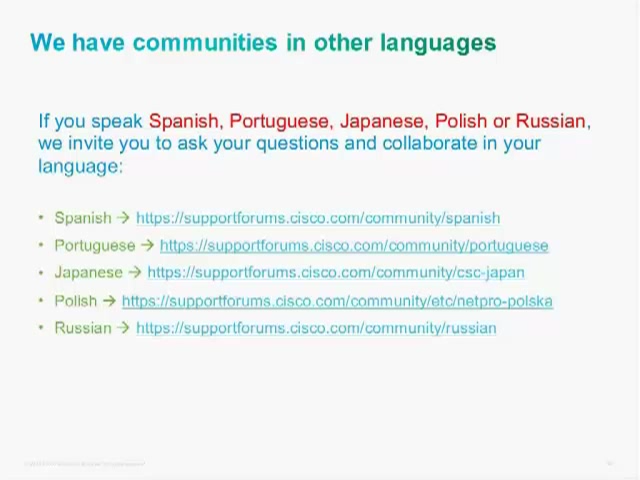 We have communities in other languages
If you speak Spanish, Portuguese, Japanese, Polish or Russian,
we invite you to ask your questions and collaborate in your
language:
• Spanish → https://supportforums.cisco.com/community/spanish
• Portuguese → https://supportforums.cisco.com/community/portuguese
• Japanese → https://supportforums.cisco.com/community/csc-japan
• Polish → https://supportforums.cisco.com/community/etc/netpro-polska
• Russian → https://supportforums.cisco.com/community/russian